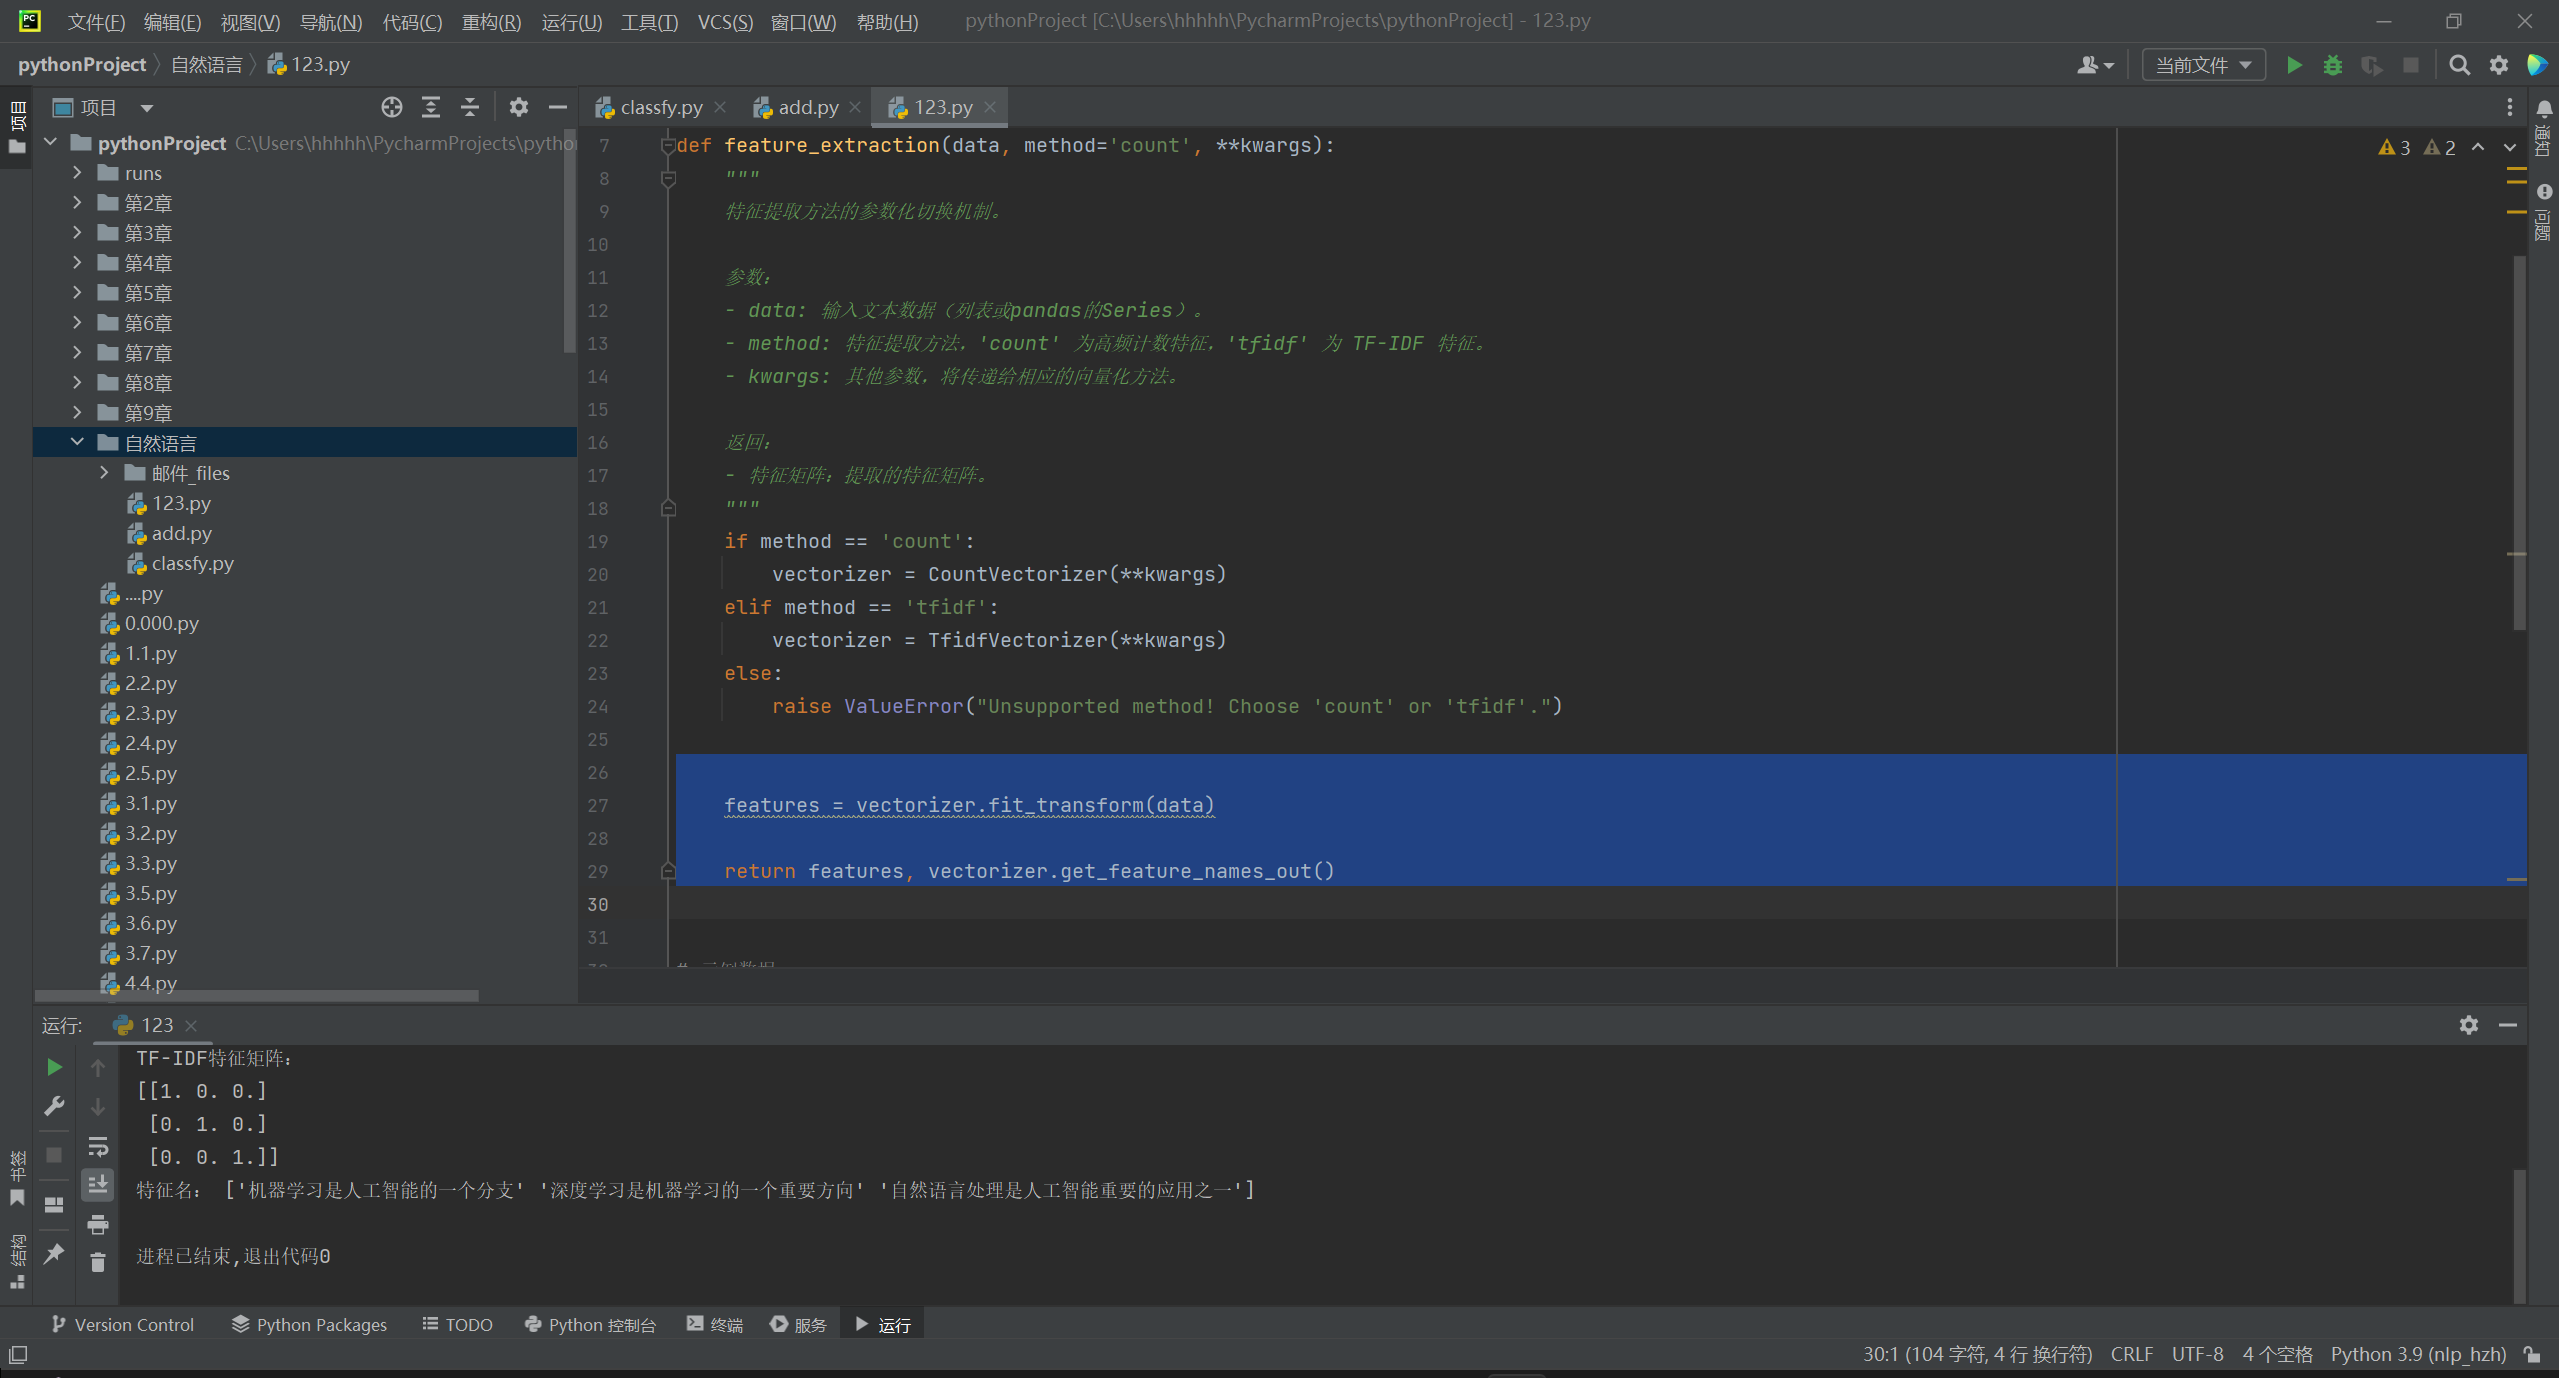 文件(F) 编辑(E) 视图(V) 导航(N) 代码(C) 重构(R) 运行(U) 工具(T) VCS(S) 窗口(W) 帮助(H) pythonProject [C:\Users\hhhhh\PycharmProjects\pythonProject] - 123.py
pythonProject 自然语言 123.py
当前文件
项目
项目
classfy.py add.py 123.py
pythonProject C:\Users\hhhhh\PycharmProjects\pytho
runs
第2章
第3章
第4章
第5章
第6章
第7章
第8章
第9章
自然语言
邮件_files
123.py
add.py
classfy.py
....py
0.000.py
1.1.py
2.2.py
2.3.py
2.4.py
2.5.py
3.1.py
3.2.py
3.3.py
3.5.py
3.6.py
3.7.py
4.4.py
3 2
通知
问题
7 def feature_extraction(data, method='count', **kwargs):
8 """
9 特征提取方法的参数化切换机制。
10
11 参数：
12 - data: 输入文本数据（列表或pandas的Series）。
13 - method: 特征提取方法，'count' 为高频计数特征，'tfidf' 为 TF-IDF 特征。
14 - kwargs: 其他参数，将传递给相应的向量化方法。
15
16 返回：
17 - 特征矩阵：提取的特征矩阵。
18 """
19 if method == 'count':
20 vectorizer = CountVectorizer(**kwargs)
21 elif method == 'tfidf':
22 vectorizer = TfidfVectorizer(**kwargs)
23 else:
24 raise ValueError("Unsupported method! Choose 'count' or 'tfidf'.")
25
26
27 features = vectorizer.fit_transform(data)
28
29 return features, vectorizer.get_feature_names_out()
30
31
运行: 123
TF-IDF特征矩阵：
[[1. 0. 0.]
[0. 1. 0.]
[0. 0. 1.]]
特征名： ['机器学习是人工智能的一个分支' '深度学习是机器学习的一个重要方向' '自然语言处理是人工智能重要的应用之一']
进程已结束,退出代码0
书签
结构
Version Control Python Packages TODO Python 控制台 终端 服务 运行
30:1 (104 字符, 4 行 换行符) CRLF UTF-8 4 个空格 Python 3.9 (nlp_hzh)